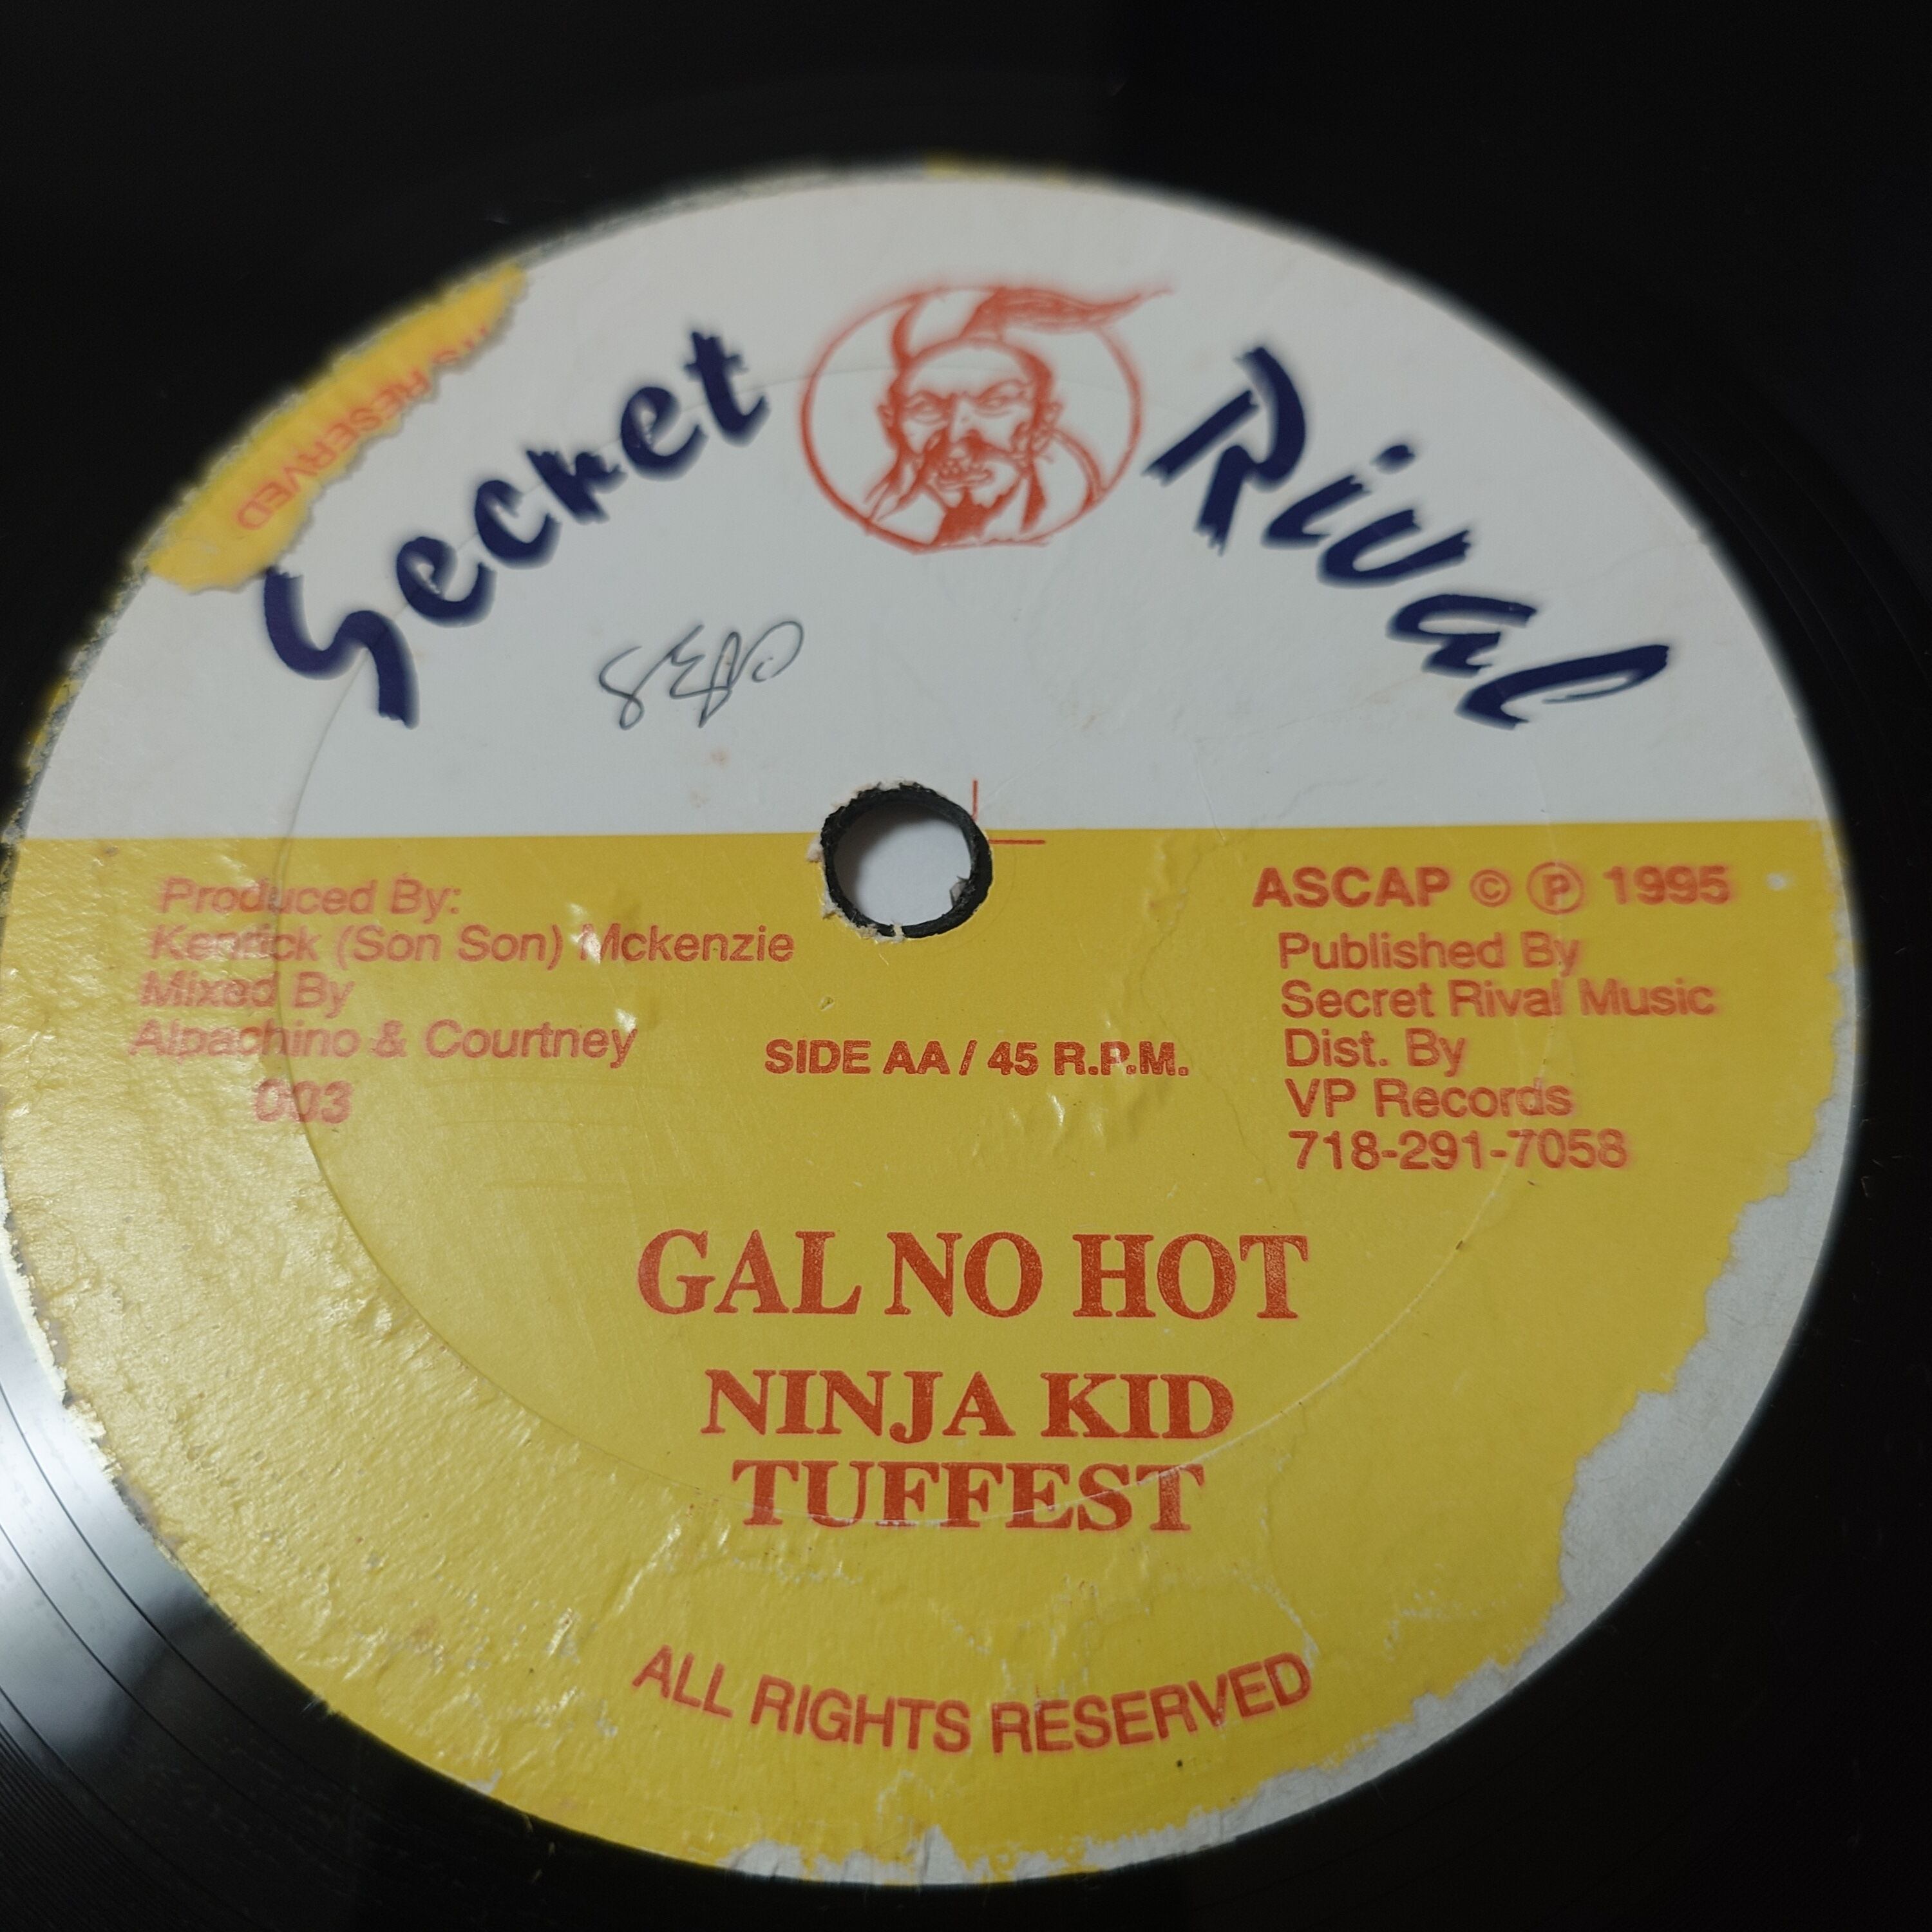 Secret Rival
'S RESERVED
Produced By:
Kendrick (Son Son) Mckenzie
Mixed By
Alpachino & Courtney
003
SIDE AA / 45 R.P.M.
ASCAP © ℗ 1995
Published By
Secret Rival Music
Dist. By
VP Records
718-291-7058
GAL NO HOT
NINJA KID
TUFFEST
ALL RIGHTS RESERVED